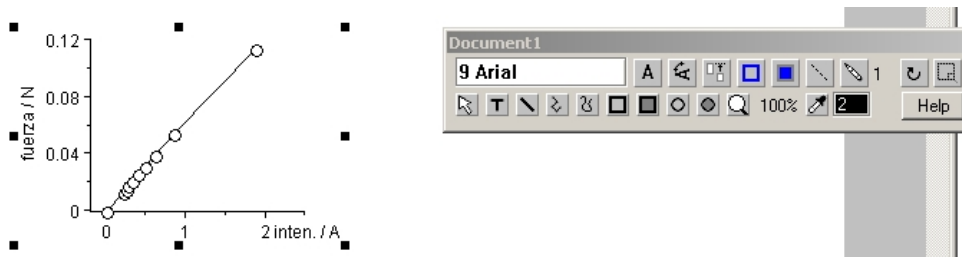 0.12
0.08
0.04
0
fuerza / N
0
1
2 inten. / A
Document1
9 Arial
A
1
T
100%
2
Help